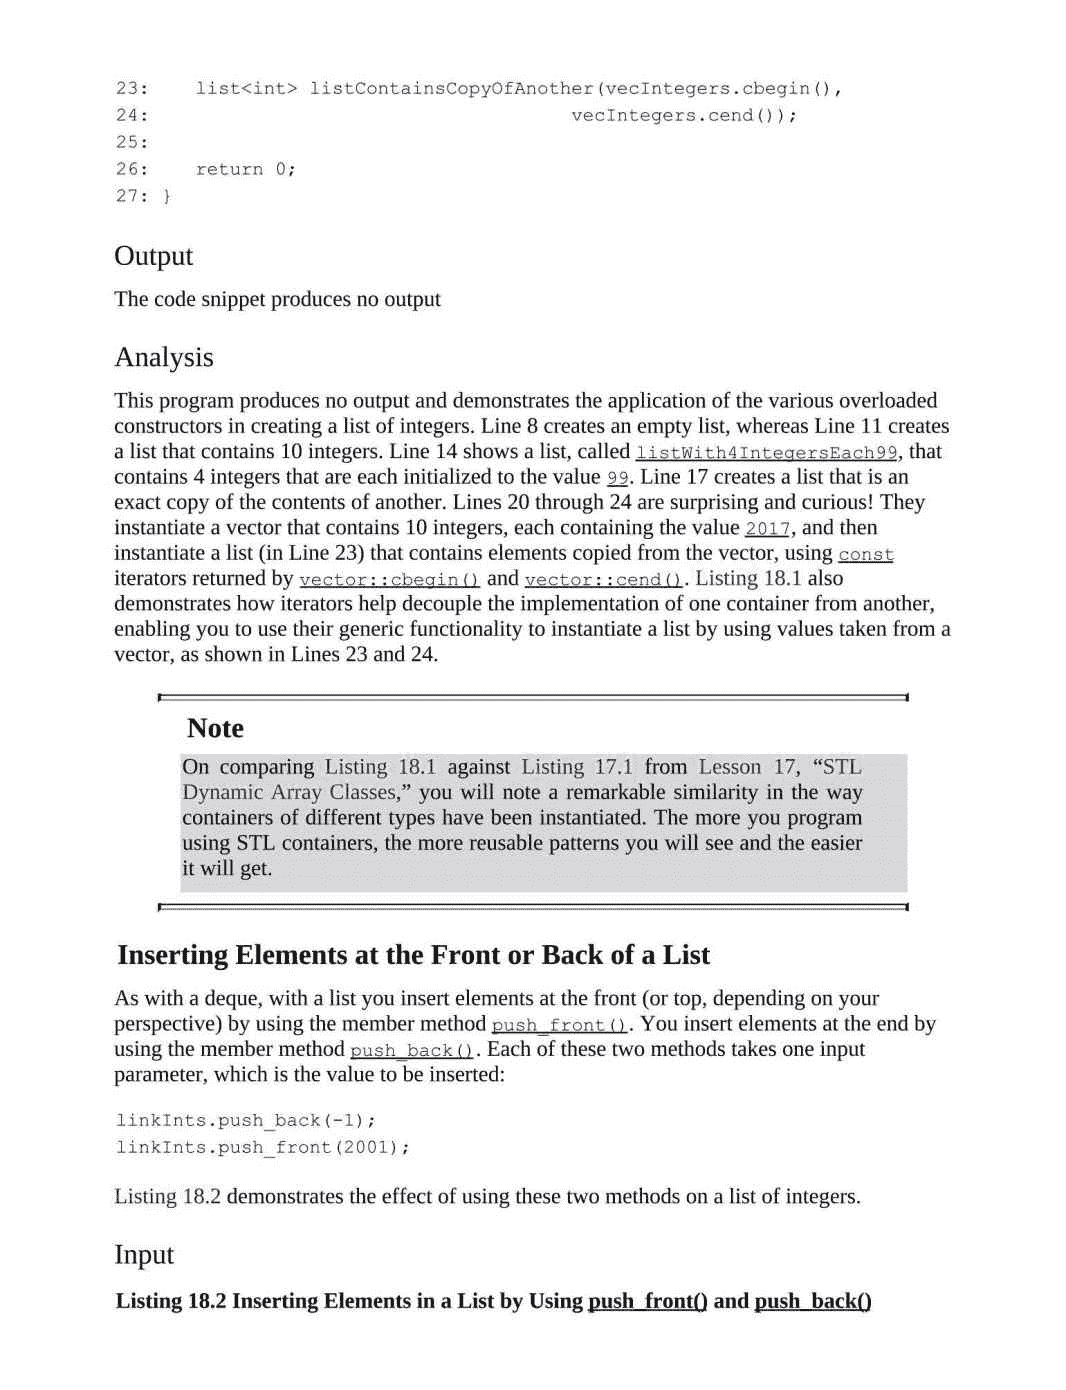 23:    list<int> listContainsCopyOfAnother(vecIntegers.cbegin(),
24:                                    vecIntegers.cend());
25:
26:    return 0;
27: }
Output
The code snippet produces no output
Analysis
This program produces no output and demonstrates the application of the various overloaded
constructors in creating a list of integers. Line 8 creates an empty list, whereas Line 11 creates
a list that contains 10 integers. Line 14 shows a list, called listWith4IntegersEach99, that
contains 4 integers that are each initialized to the value 99. Line 17 creates a list that is an
exact copy of the contents of another. Lines 20 through 24 are surprising and curious! They
instantiate a vector that contains 10 integers, each containing the value 2017, and then
instantiate a list (in Line 23) that contains elements copied from the vector, using const
iterators returned by vector::cbegin() and vector::cend(). Listing 18.1 also
demonstrates how iterators help decouple the implementation of one container from another,
enabling you to use their generic functionality to instantiate a list by using values taken from a
vector, as shown in Lines 23 and 24.
Note
On comparing Listing 18.1 against Listing 17.1 from Lesson 17, “STL
Dynamic Array Classes,” you will note a remarkable similarity in the way
containers of different types have been instantiated. The more you program
using STL containers, the more reusable patterns you will see and the easier
it will get.
Inserting Elements at the Front or Back of a List
As with a deque, with a list you insert elements at the front (or top, depending on your
perspective) by using the member method push_front(). You insert elements at the end by
using the member method push_back(). Each of these two methods takes one input
parameter, which is the value to be inserted:
linkInts.push_back(-1);
linkInts.push_front(2001);
Listing 18.2 demonstrates the effect of using these two methods on a list of integers.
Input
Listing 18.2 Inserting Elements in a List by Using push_front() and push_back()